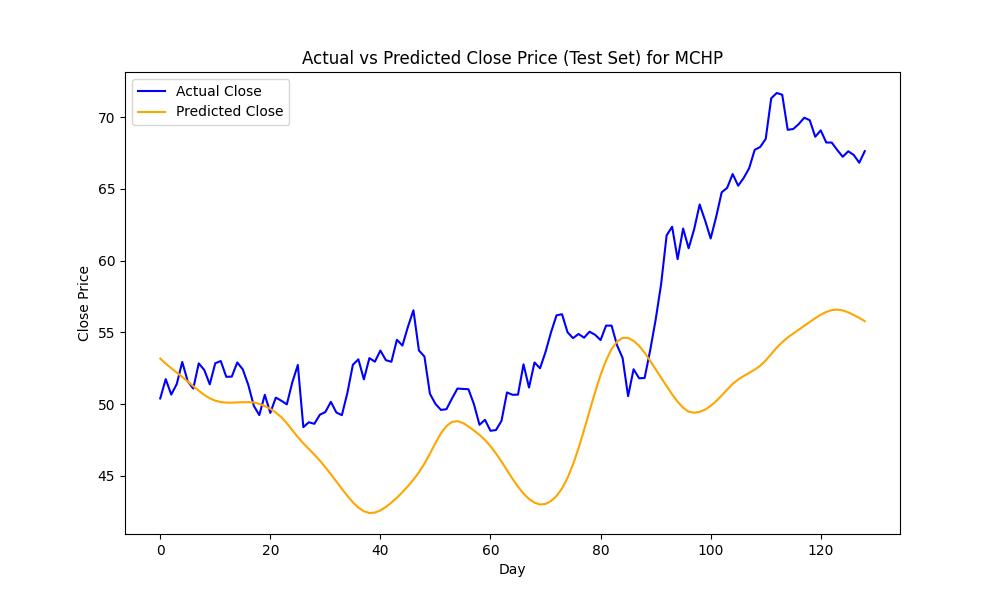 Actual vs Predicted Close Price (Test Set) for MCHP
Actual Close
Predicted Close
70
65
60
55
50
45
Close Price
0 20 40 60 80 100 120
Day